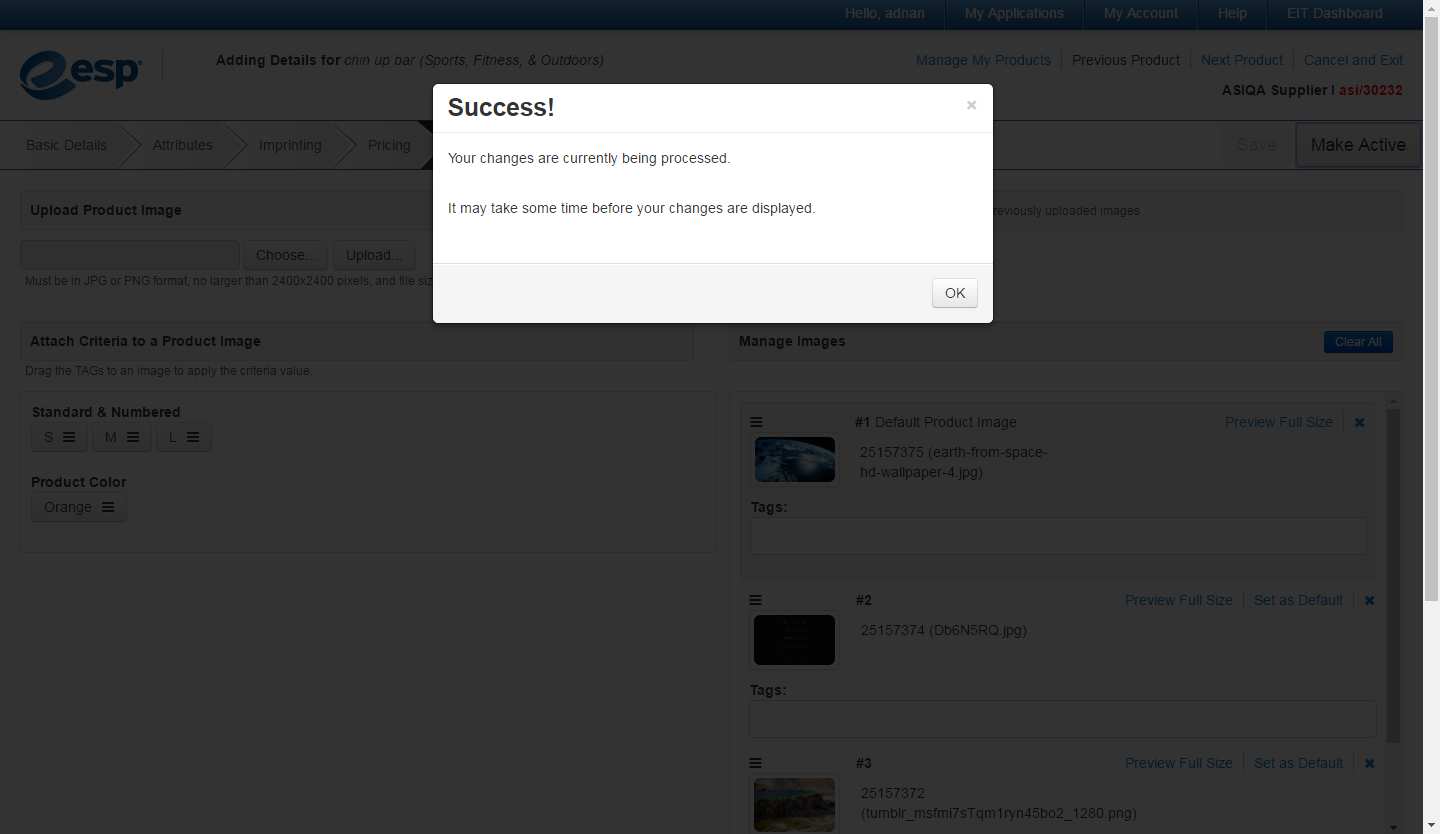 Hello, adnan
My Applications
My Account
Help
EIT Dashboard
esp
Adding Details for chin up bar (Sports, Fitness, & Outdoors)
Manage My Products
Previous Product
Next Product
Cancel and Exit
ASIQA Supplier I asi/30232
Basic Details
Attributes
Imprinting
Pricing
Save
Make Active
Success!
×
Your changes are currently being processed.
It may take some time before your changes are displayed.
OK
Upload Product Image
reviously uploaded images
Choose...
Upload...
Must be in JPG or PNG format, no larger than 2400x2400 pixels, and file siz
Attach Criteria to a Product Image
Drag the TAGs to an image to apply the criteria value.
Standard & Numbered
S
M
L
Product Color
Orange
Manage Images
Clear All
#1 Default Product Image
Preview Full Size
25157375 (earth-from-space-
hd-wallpaper-4.jpg)
Tags:
#2
Preview Full Size
Set as Default
25157374 (Db6N5RQ.jpg)
Tags:
#3
Preview Full Size
Set as Default
25157372
(tumblr_msfmi7sTqm1ryn45bo2_1280.png)